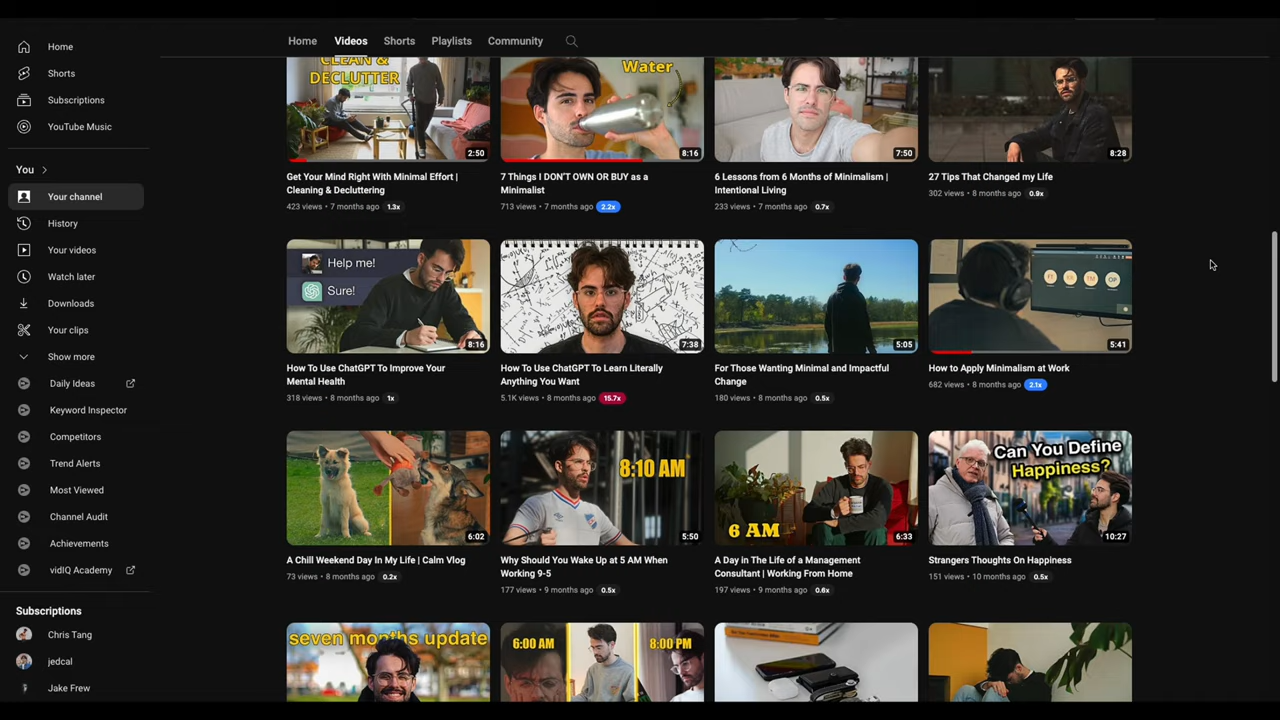 Home
Videos
Shorts
Playlists
Community
Home
Shorts
Subscriptions
YouTube Music
You
Your channel
History
Your videos
Watch later
Downloads
Your clips
Show more
Daily Ideas
Keyword Inspector
Competitors
Trend Alerts
Most Viewed
Channel Audit
Achievements
vidIQ Academy
Subscriptions
Chris Tang
jedcal
Jake Frew
CLEAN &
DECLUTTER
2:50
Get Your Mind Right With Minimal Effort |
Cleaning & Decluttering
423 views • 7 months ago 1.3x
Water
8:16
7 Things I DON'T OWN OR BUY as a
Minimalist
713 views • 7 months ago 2.2x
7:50
6 Lessons from 6 Months of Minimalism |
Intentional Living
233 views • 7 months ago 0.7x
8:28
27 Tips That Changed my Life
302 views • 8 months ago 0.9x
Help me!
Sure!
8:16
How To Use ChatGPT To Improve Your
Mental Health
318 views • 8 months ago 1x
7:38
How To Use ChatGPT To Learn Literally
Anything You Want
5.1K views • 8 months ago 15.7x
5:05
For Those Wanting Minimal and Impactful
Change
180 views • 8 months ago 0.5x
5:41
How to Apply Minimalism at Work
682 views • 8 months ago 2.1x
6:02
A Chill Weekend Day In My Life | Calm Vlog
73 views • 8 months ago 0.2x
8:10 AM
5:50
Why Should You Wake Up at 5 AM When
Working 9-5
177 views • 9 months ago 0.5x
6 AM
6:33
A Day in The Life of a Management
Consultant | Working From Home
197 views • 9 months ago 0.6x
Can You Define
Happiness?
10:27
Strangers Thoughts On Happiness
151 views • 10 months ago 0.5x
seven months update
6:00 AM
8:00 PM